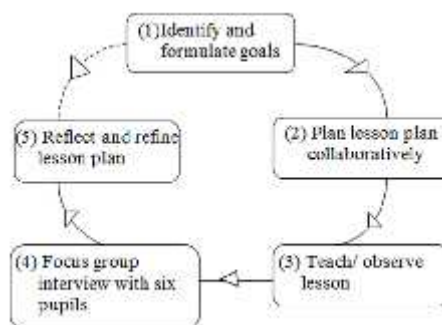 (1)Identify and
formulate goals
(2) Plan lesson plan
collaboratively
(3) Teach/ observe
lesson
(4) Focus group
interview with six
pupils
(5) Reflect and refine
lesson plan